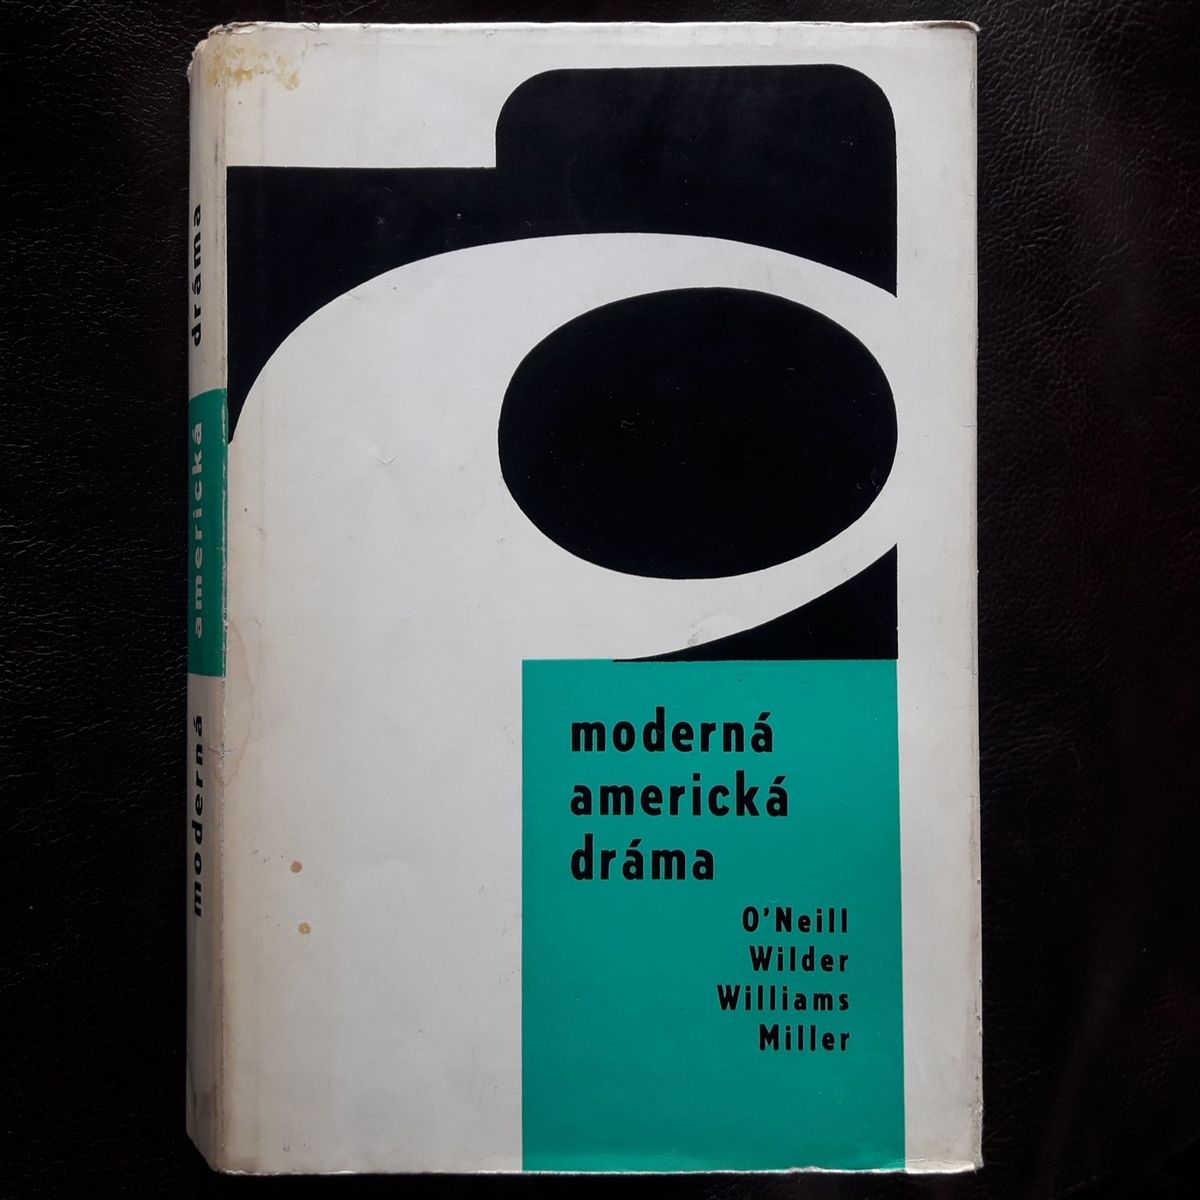 moderná americká dráma
moderná
americká
dráma
O'Neill
Wilder
Williams
Miller